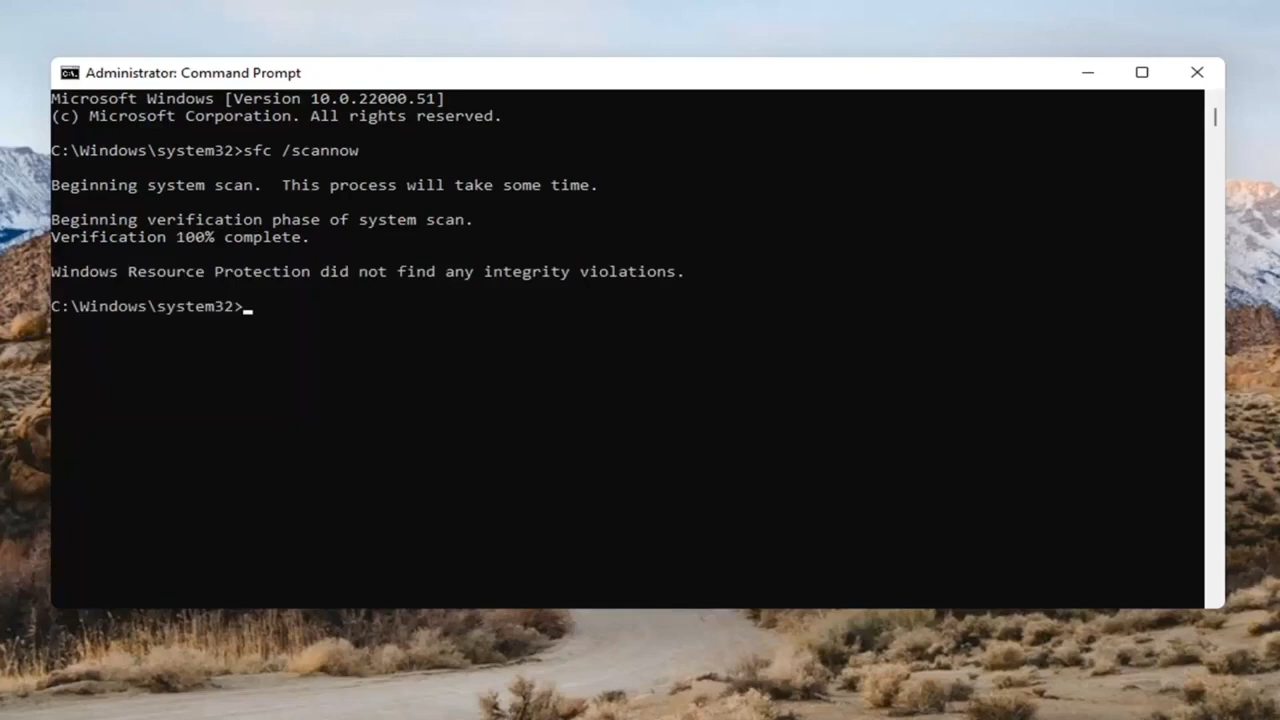 Administrator: Command Prompt
Microsoft Windows [Version 10.0.22000.51]
(c) Microsoft Corporation. All rights reserved.
C:\Windows\system32>sfc /scannow
Beginning system scan.  This process will take some time.
Beginning verification phase of system scan.
Verification 100% complete.
Windows Resource Protection did not find any integrity violations.
C:\Windows\system32>